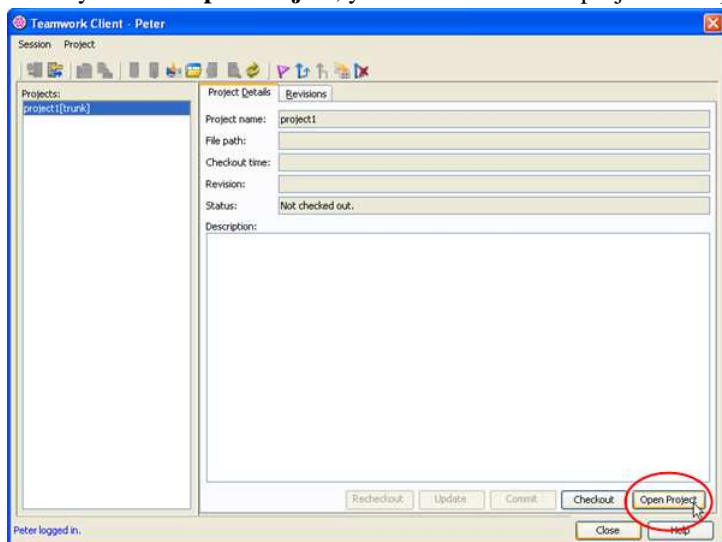 Teamwork Client - Peter
Session Project
Projects:
project1[trunk]
Project Details Revisions
Project name: project1
File path:
Checkout time:
Revision:
Status: Not checked out.
Description:
Recheckout Update Commit Checkout Open Project
Peter logged in. Close Help